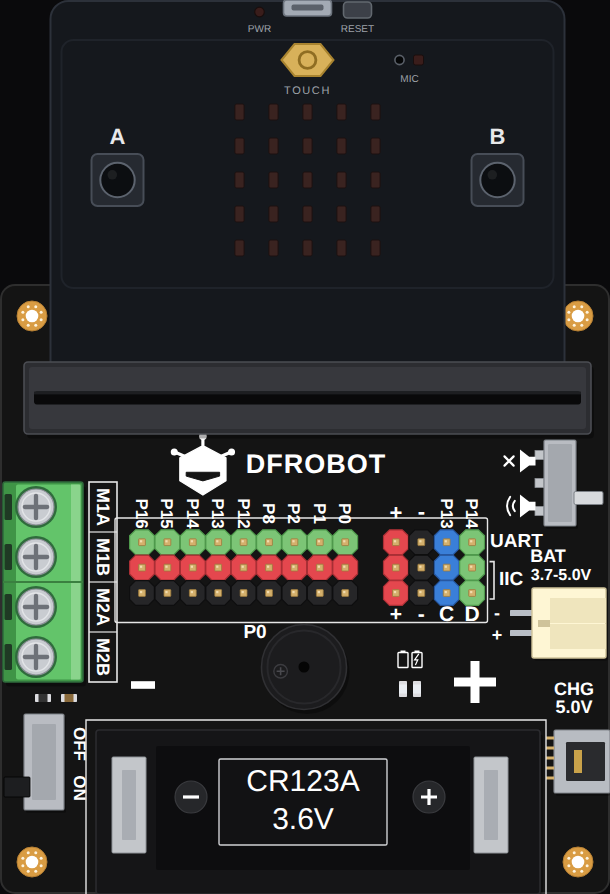 PWR
RESET
MIC
TOUCH
A
B
DFROBOT
P16 P15 P14 P13 P12 P8 P2 P1 P0
+ - P13 P14
UART
BAT
3.7-5.0V
IIC
M1A
M1B
M2A
M2B
+ - C D
-
+
P0
CHG
5.0V
OFF
ON
CR123A
3.6V